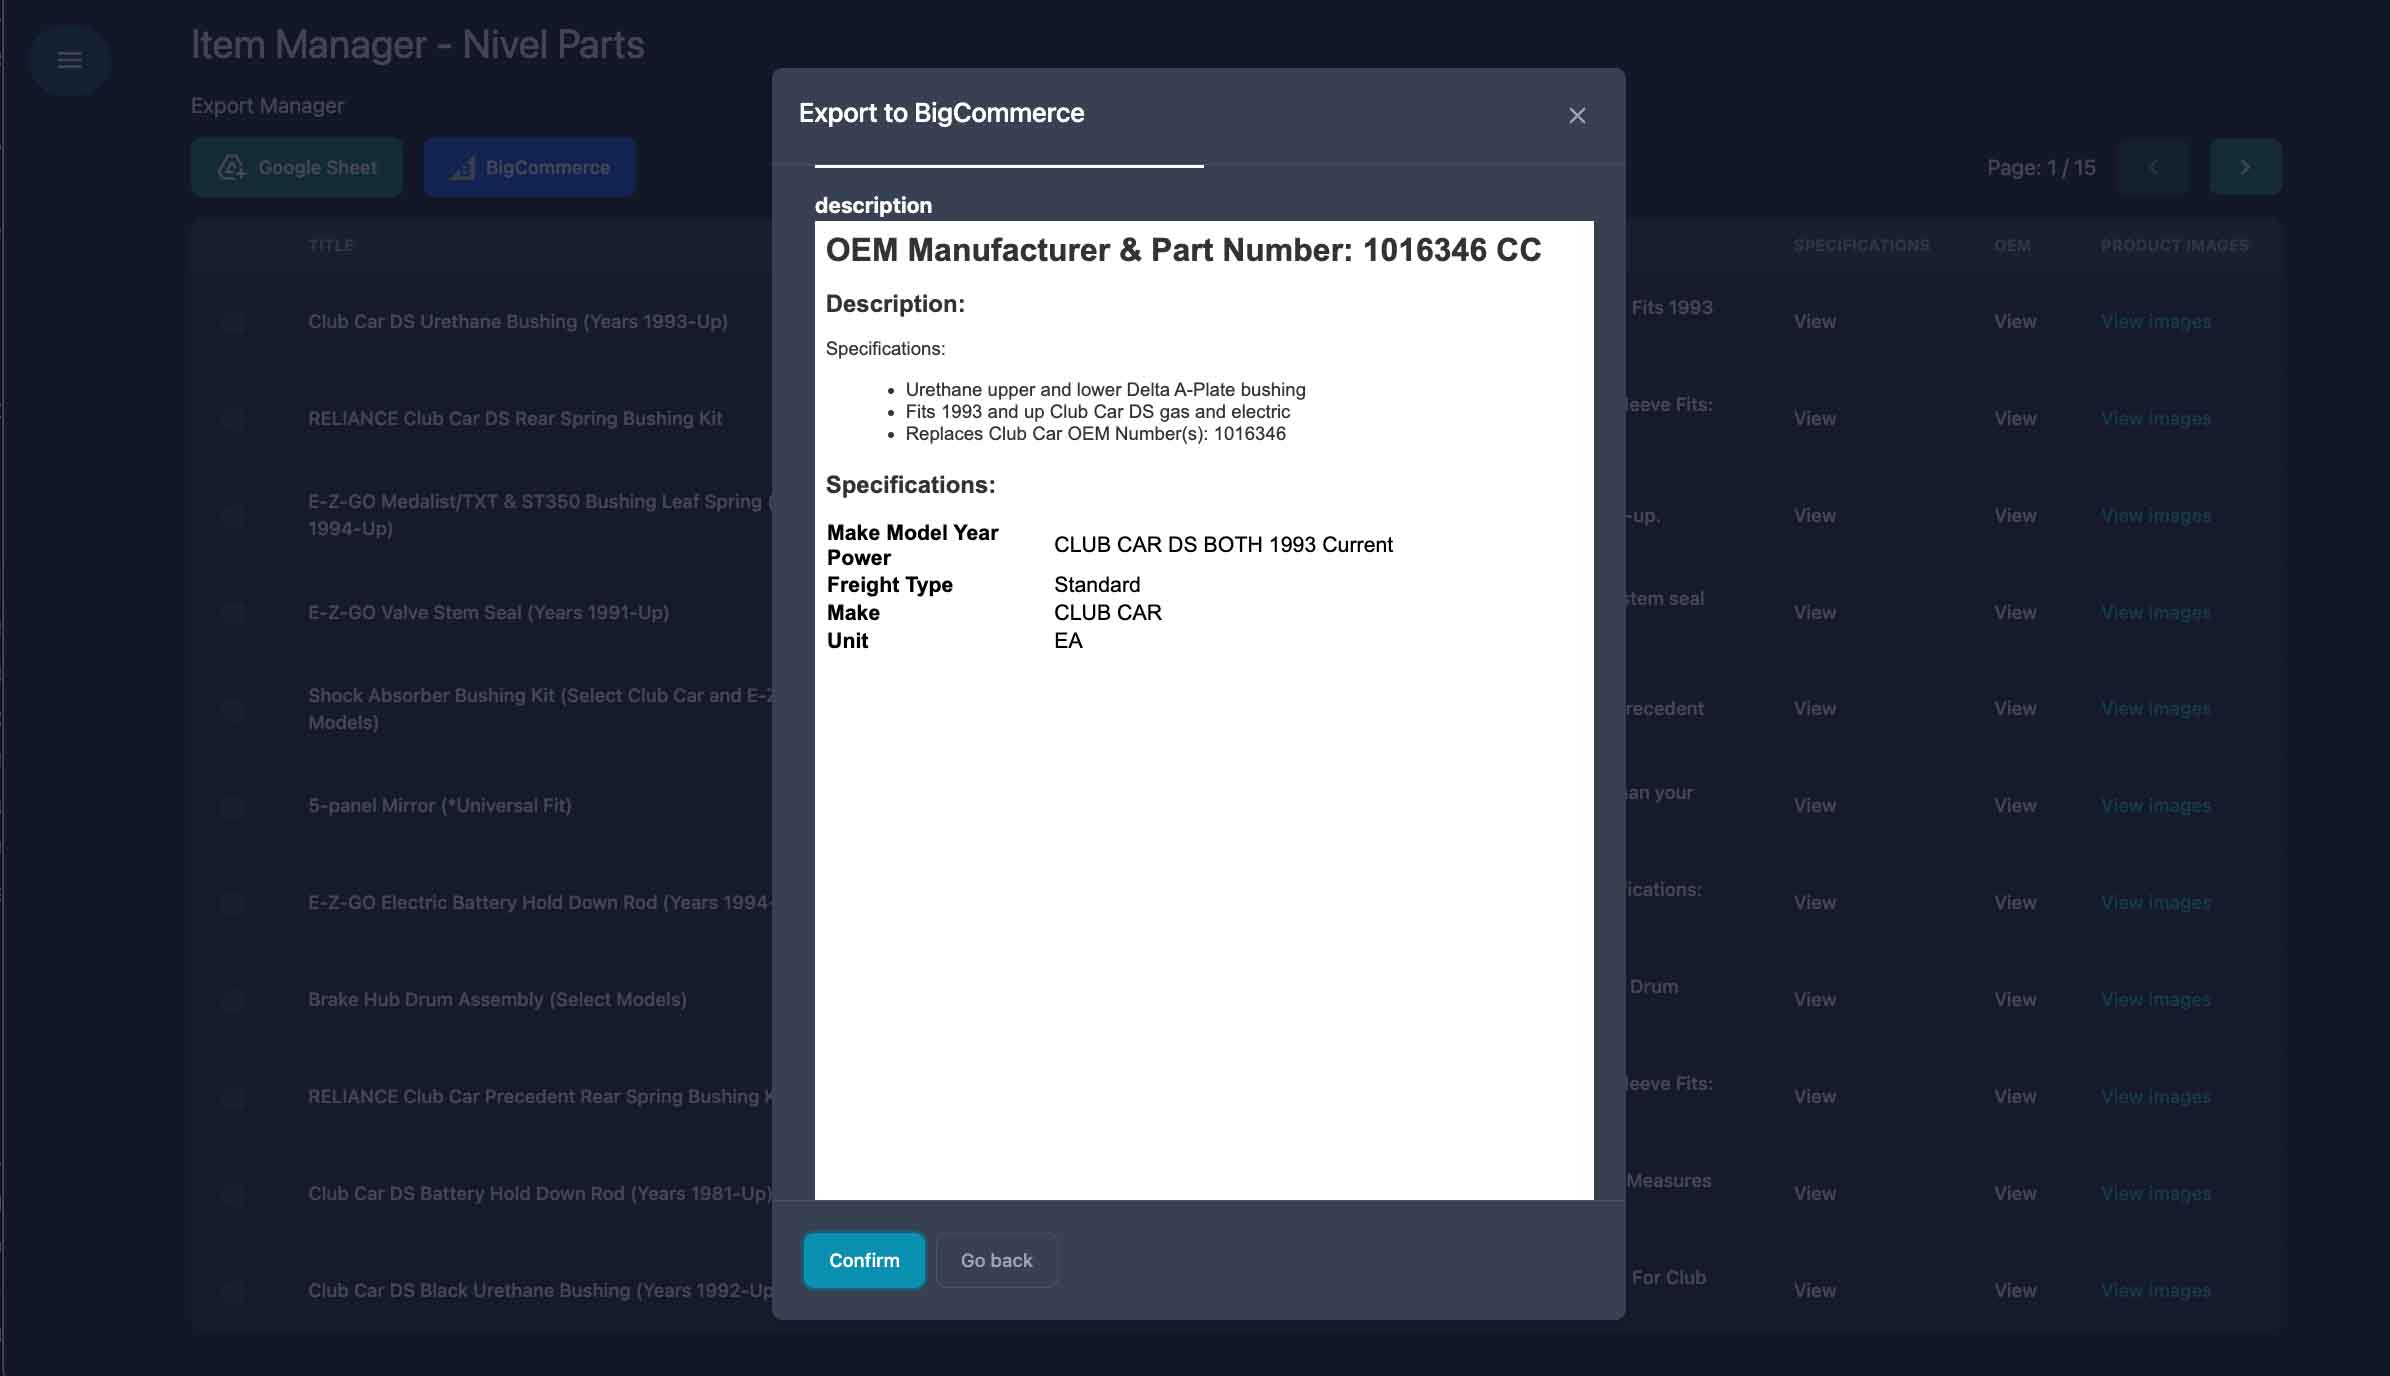 Item Manager - Nivel Parts
Export Manager
Google Sheet
BigCommerce
Page: 1 / 15
TITLE
SPECIFICATIONS
OEM
PRODUCT IMAGES
Club Car DS Urethane Bushing (Years 1993-Up)
Fits 1993
View
View
View images
RELIANCE Club Car DS Rear Spring Bushing Kit
leeve Fits:
View
View
View images
E-Z-GO Medalist/TXT & ST350 Bushing Leaf Spring (
1994-Up)
-up.
View
View
View images
E-Z-GO Valve Stem Seal (Years 1991-Up)
stem seal
View
View
View images
Shock Absorber Bushing Kit (Select Club Car and E-Z
Models)
recedent
View
View
View images
5-panel Mirror (*Universal Fit)
an your
View
View
View images
E-Z-GO Electric Battery Hold Down Rod (Years 1994-
ications:
View
View
View images
Brake Hub Drum Assembly (Select Models)
Drum
View
View
View images
RELIANCE Club Car Precedent Rear Spring Bushing K
leeve Fits:
View
View
View images
Club Car DS Battery Hold Down Rod (Years 1981-Up)
Measures
View
View
View images
Club Car DS Black Urethane Bushing (Years 1992-Up
For Club
View
View
View images
Export to BigCommerce
description
OEM Manufacturer & Part Number: 1016346 CC
Description:
Specifications:
• Urethane upper and lower Delta A-Plate bushing
• Fits 1993 and up Club Car DS gas and electric
• Replaces Club Car OEM Number(s): 1016346
Specifications:
Make Model Year
Power
CLUB CAR DS BOTH 1993 Current
Freight Type Standard
Make CLUB CAR
Unit EA
Confirm
Go back